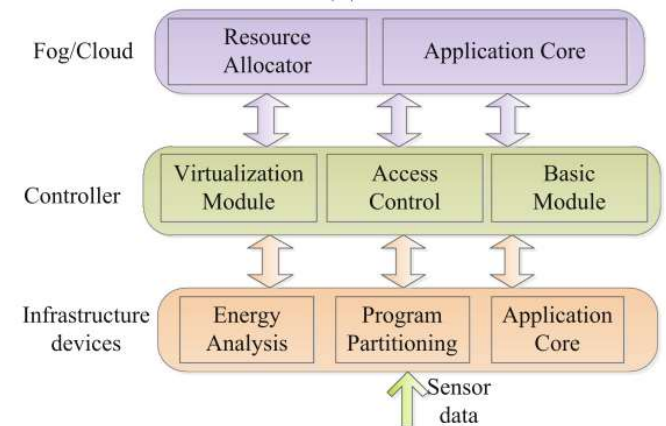 Fog/Cloud
Resource
Allocator
Application Core
Controller
Virtualization
Module
Access
Control
Basic
Module
Infrastructure
devices
Energy
Analysis
Program
Partitioning
Application
Core
Sensor
data